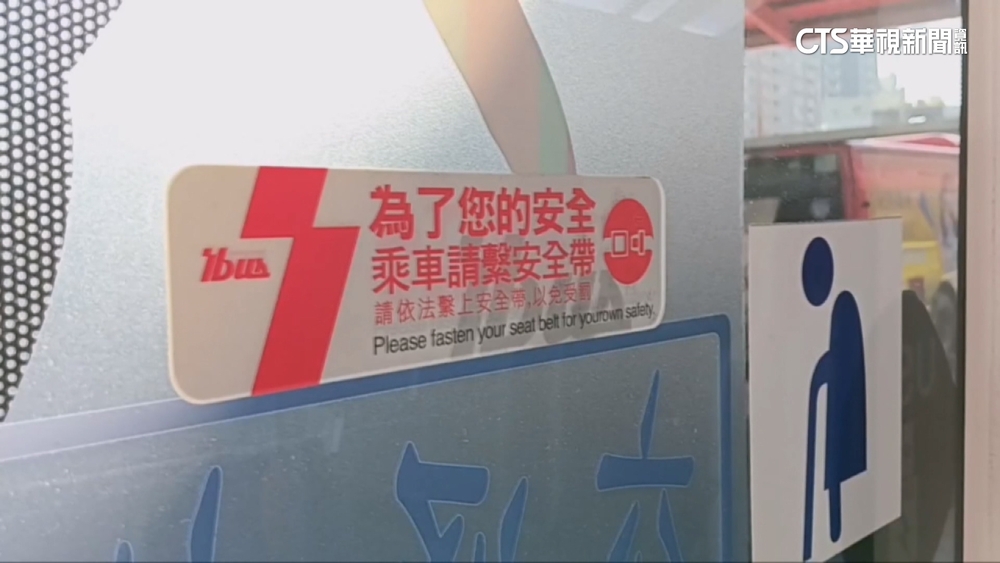 CTS華視新聞資訊
ibus
為了您的安全
乘車請繫安全帶
請依法繫上安全帶,以免受罰
Please fasten your seat belt for yourown safety.